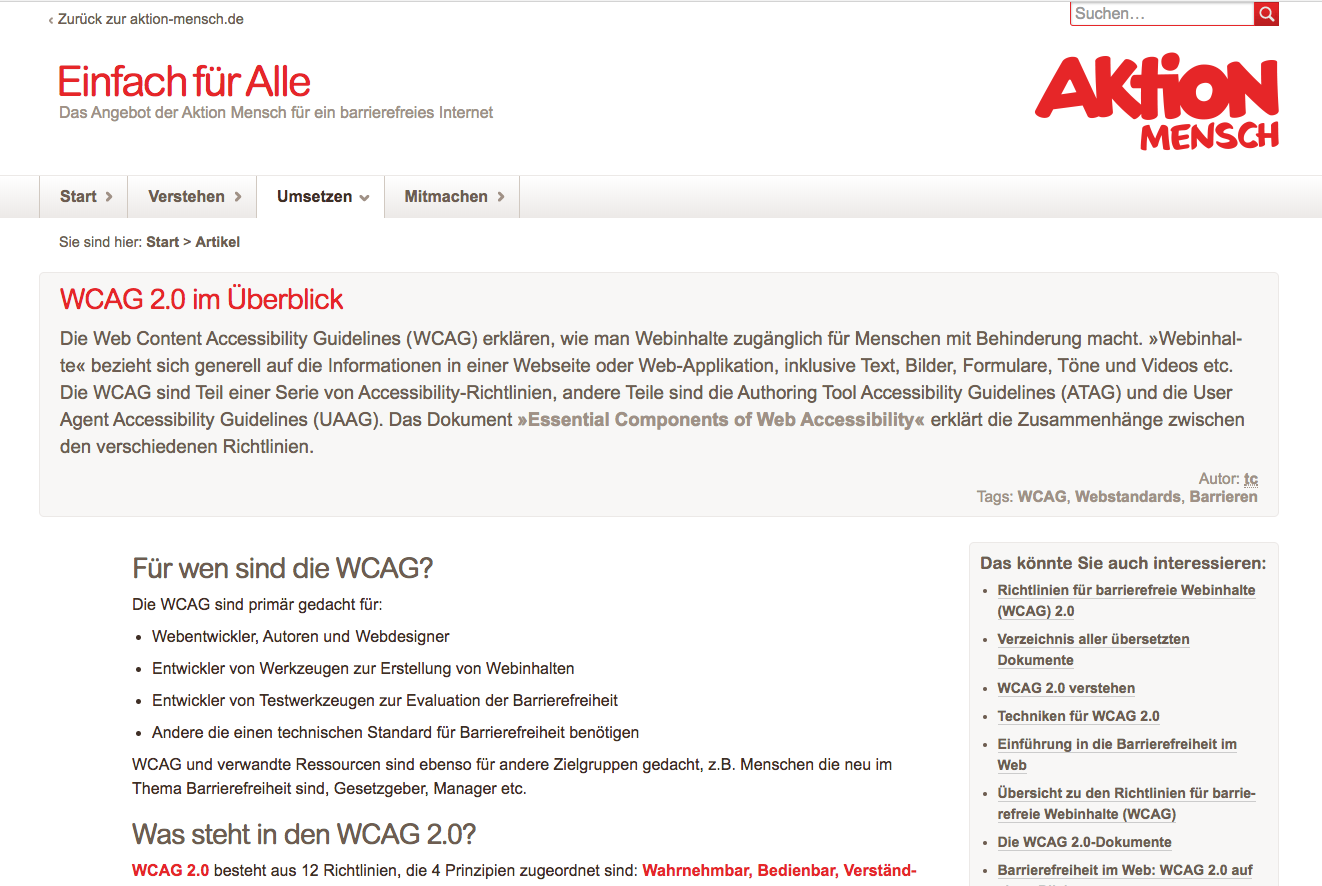 ‹ Zurück zur aktion-mensch.de
Suchen…
Einfach für Alle
Das Angebot der Aktion Mensch für ein barrierefreies Internet
AKTION
MENSCH
Start
Verstehen
Umsetzen
Mitmachen
Sie sind hier: Start > Artikel
WCAG 2.0 im Überblick
Die Web Content Accessibility Guidelines (WCAG) erklären, wie man Webinhalte zugänglich für Menschen mit Behinderung macht. »Webinhal-
te« bezieht sich generell auf die Informationen in einer Webseite oder Web-Applikation, inklusive Text, Bilder, Formulare, Töne und Videos etc.
Die WCAG sind Teil einer Serie von Accessibility-Richtlinien, andere Teile sind die Authoring Tool Accessibility Guidelines (ATAG) und die User
Agent Accessibility Guidelines (UAAG). Das Dokument »Essential Components of Web Accessibility« erklärt die Zusammenhänge zwischen
den verschiedenen Richtlinien.
Autor: tc
Tags: WCAG, Webstandards, Barrieren
Für wen sind die WCAG?
Die WCAG sind primär gedacht für:
• Webentwickler, Autoren und Webdesigner
• Entwickler von Werkzeugen zur Erstellung von Webinhalten
• Entwickler von Testwerkzeugen zur Evaluation der Barrierefreiheit
• Andere die einen technischen Standard für Barrierefreiheit benötigen
WCAG und verwandte Ressourcen sind ebenso für andere Zielgruppen gedacht, z.B. Menschen die neu im
Thema Barrierefreiheit sind, Gesetzgeber, Manager etc.
Was steht in den WCAG 2.0?
WCAG 2.0 besteht aus 12 Richtlinien, die 4 Prinzipien zugeordnet sind: Wahrnehmbar, Bedienbar, Verständ-
Das könnte Sie auch interessieren:
• Richtlinien für barrierefreie Webinhalte
(WCAG) 2.0
• Verzeichnis aller übersetzten
Dokumente
• WCAG 2.0 verstehen
• Techniken für WCAG 2.0
• Einführung in die Barrierefreiheit im
Web
• Übersicht zu den Richtlinien für barrie-
refreie Webinhalte (WCAG)
• Die WCAG 2.0-Dokumente
• Barrierefreiheit im Web: WCAG 2.0 auf